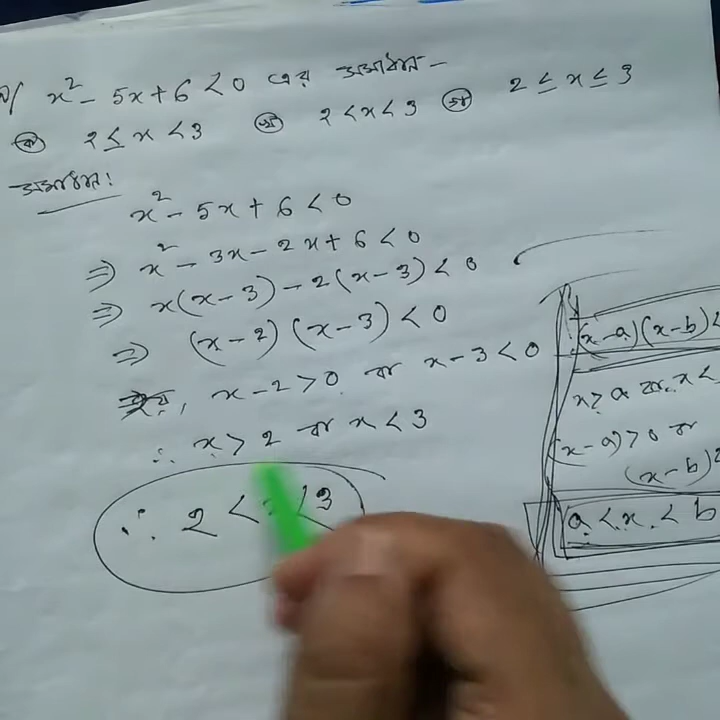 x² - 5x + 6 < 0 এর সমাধান -
ক 2 ≤ x < 3 খ 2 < x < 3 গ 2 ≤ x ≤ 3
সমাধান:
x² - 5x + 6 < 0
⇒ x² - 3x - 2x + 6 < 0
⇒ x(x-3) - 2(x-3) < 0
⇒ (x-2)(x-3) < 0
x-2 > 0 বা x-3 < 0
∴ x > 2 বা x < 3
∴ 2 < x < 3
(x-a)(x-b) <
x > a বা x <
(x-a) > 0 বা
(x-b) <
a < x < b